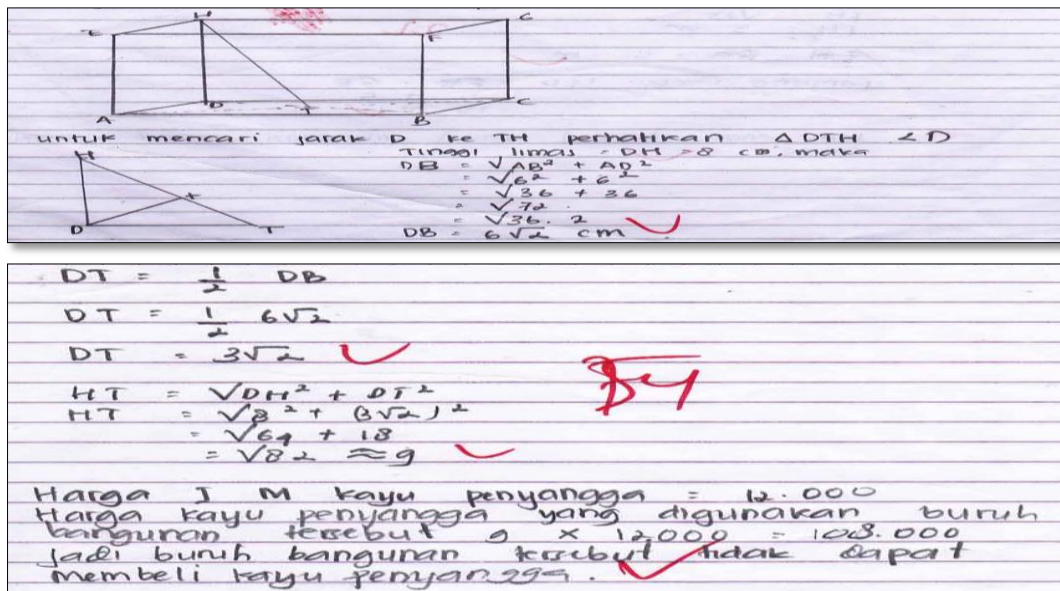 E H F G
A D T B C
untuk mencari jarak D ke TH perhatikan Δ DTH ∠D
Tinggi limas = DH = 8 cm, maka
DB = √AB² + AD²
= √6² + 6²
= √36 + 36
= √72
= √36 . 2
DB = 6√2 cm
H
D T
DT = 1/2 DB
DT = 1/2 6√2
DT = 3√2
HT = √DH² + DT²
HT = √8² + (3√2)²
= √64 + 18
= √82 ≈ 9
Harga 1 M kayu penyangga = 12.000
Harga kayu penyangga yang digunakan buruh
bangunan tersebut 9 × 12.000 = 108.000
jadi buruh bangunan tersebut tidak dapat
membeli kayu penyangga.